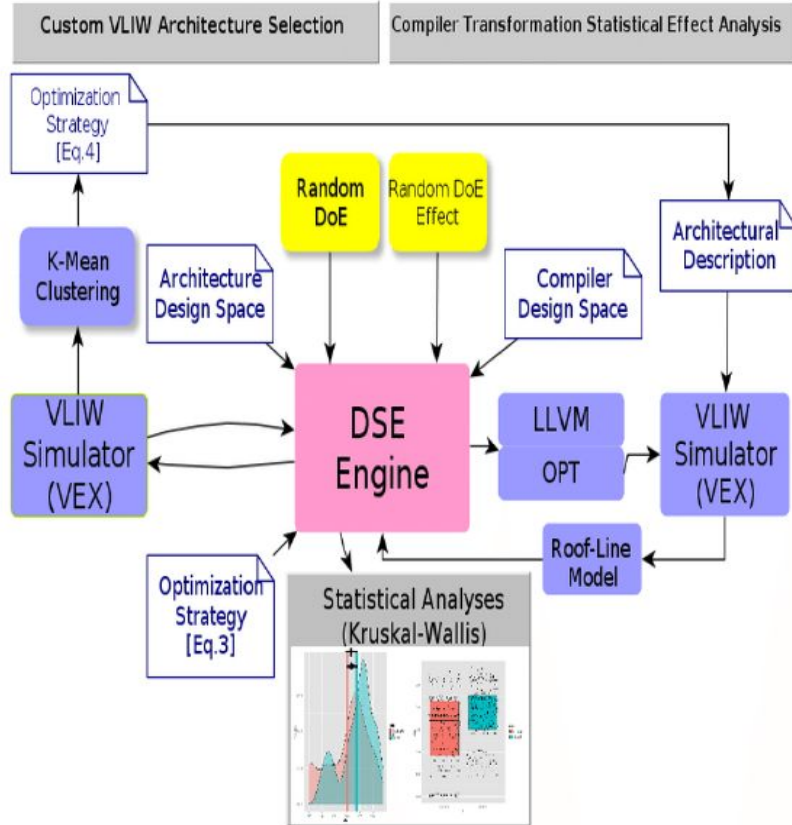 Custom VLIW Architecture Selection
Compiler Transformation Statistical Effect Analysis
Optimization
Strategy
[Eq.4]
Random
DoE
Random DoE
Effect
K-Mean
Clustering
Architecture
Design Space
Compiler
Design Space
Architectural
Description
VLIW
Simulator
(VEX)
DSE
Engine
LLVM
OPT
VLIW
Simulator
(VEX)
Roof-Line
Model
Optimization
Strategy
[Eq.3]
Statistical Analyses
(Kruskal-Wallis)